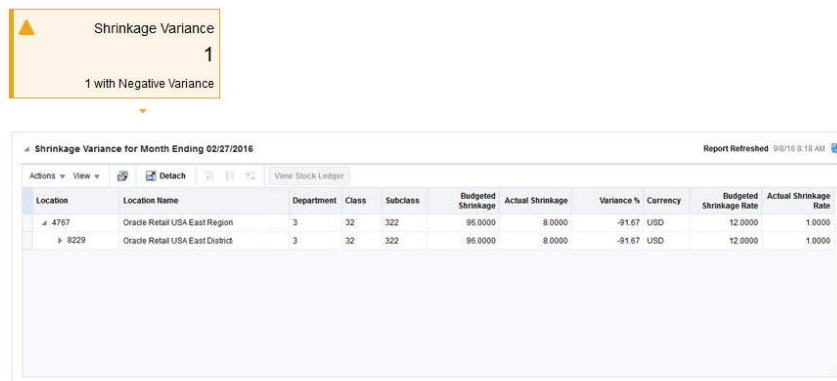 Shrinkage Variance
1
1 with Negative Variance
Shrinkage Variance for Month Ending 02/27/2016 Report Refreshed 9/8/16 8:18 AM
Actions View Detach View Stock Ledger
Location Location Name Department Class Subclass Budgeted Shrinkage Actual Shrinkage Variance % Currency Budgeted Shrinkage Rate Actual Shrinkage Rate
4767 Oracle Retail USA East Region 3 32 322 96.0000 8.0000 -91.67 USD 12.0000 1.0000
8229 Oracle Retail USA East District 3 32 322 96.0000 8.0000 -91.67 USD 12.0000 1.0000